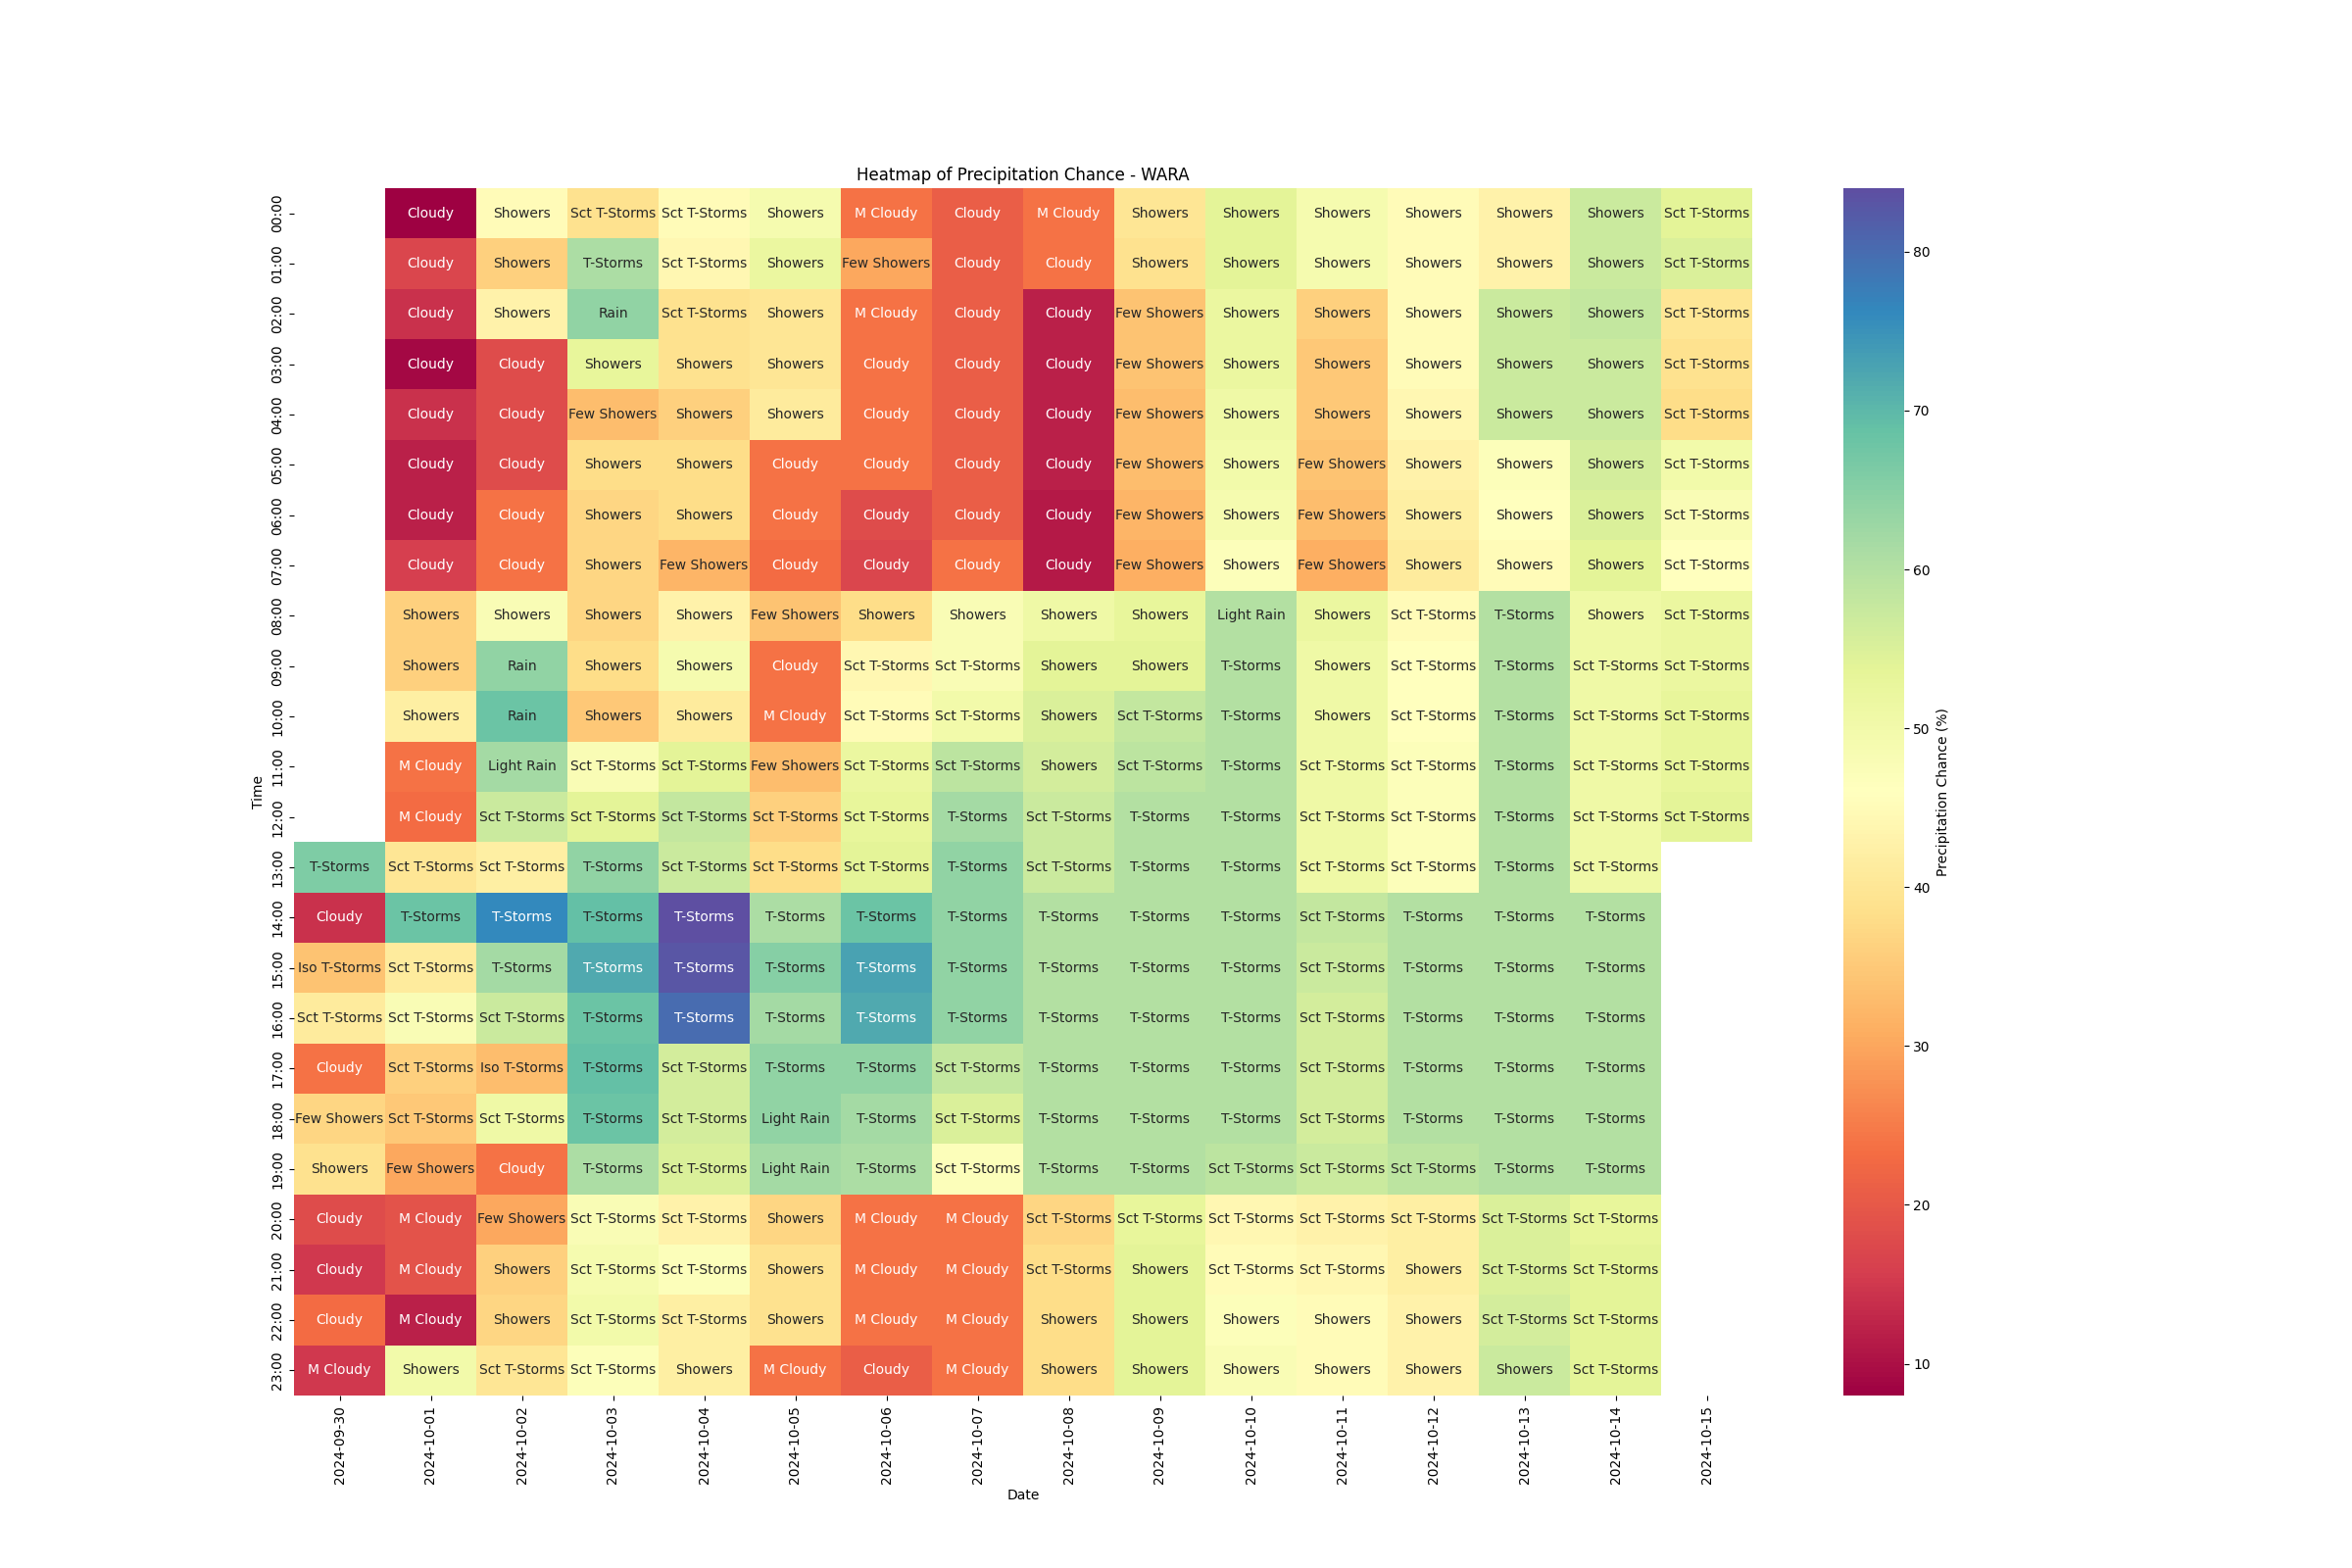 Heatmap of Precipitation Chance - WARA
00:00 Cloudy Showers Sct T-Storms Sct T-Storms Showers M Cloudy Cloudy M Cloudy Showers Showers Showers Showers Showers Showers Sct T-Storms
01:00 Cloudy Showers T-Storms Sct T-Storms Showers Few Showers Cloudy Cloudy Showers Showers Showers Showers Showers Showers Sct T-Storms
02:00 Cloudy Showers Rain Sct T-Storms Showers M Cloudy Cloudy Cloudy Few Showers Showers Showers Showers Showers Showers Sct T-Storms
03:00 Cloudy Cloudy Showers Showers Showers Cloudy Cloudy Cloudy Few Showers Showers Showers Showers Showers Showers Sct T-Storms
04:00 Cloudy Cloudy Few Showers Showers Showers Cloudy Cloudy Cloudy Few Showers Showers Showers Showers Showers Showers Sct T-Storms
05:00 Cloudy Cloudy Showers Showers Cloudy Cloudy Cloudy Cloudy Few Showers Showers Few Showers Showers Showers Showers Sct T-Storms
06:00 Cloudy Cloudy Showers Showers Cloudy Cloudy Cloudy Cloudy Few Showers Showers Few Showers Showers Showers Showers Sct T-Storms
07:00 Cloudy Cloudy Showers Few Showers Cloudy Cloudy Cloudy Cloudy Few Showers Showers Few Showers Showers Showers Showers Sct T-Storms
08:00 Showers Showers Showers Showers Few Showers Showers Showers Showers Showers Light Rain Showers Sct T-Storms T-Storms Showers Sct T-Storms
09:00 Showers Rain Showers Showers Cloudy Sct T-Storms Sct T-Storms Showers Showers T-Storms Showers Sct T-Storms T-Storms Sct T-Storms Sct T-Storms
10:00 Showers Rain Showers Showers M Cloudy Sct T-Storms Sct T-Storms Showers Sct T-Storms T-Storms Showers Sct T-Storms T-Storms Sct T-Storms Sct T-Storms
11:00 M Cloudy Light Rain Sct T-Storms Sct T-Storms Few Showers Sct T-Storms Sct T-Storms Showers Sct T-Storms T-Storms Sct T-Storms Sct T-Storms T-Storms Sct T-Storms Sct T-Storms
12:00 M Cloudy Sct T-Storms Sct T-Storms Sct T-Storms Sct T-Storms Sct T-Storms T-Storms Sct T-Storms T-Storms T-Storms Sct T-Storms Sct T-Storms T-Storms Sct T-Storms Sct T-Storms
13:00 T-Storms Sct T-Storms Sct T-Storms T-Storms Sct T-Storms Sct T-Storms Sct T-Storms T-Storms Sct T-Storms T-Storms T-Storms Sct T-Storms Sct T-Storms T-Storms Sct T-Storms
14:00 Cloudy T-Storms T-Storms T-Storms T-Storms T-Storms T-Storms T-Storms T-Storms T-Storms T-Storms Sct T-Storms T-Storms T-Storms T-Storms
15:00 Iso T-Storms Sct T-Storms T-Storms T-Storms T-Storms T-Storms T-Storms T-Storms T-Storms T-Storms T-Storms Sct T-Storms T-Storms T-Storms T-Storms
16:00 Sct T-Storms Sct T-Storms Sct T-Storms T-Storms T-Storms T-Storms T-Storms T-Storms T-Storms T-Storms T-Storms Sct T-Storms T-Storms T-Storms T-Storms
17:00 Cloudy Sct T-Storms Iso T-Storms T-Storms Sct T-Storms T-Storms T-Storms Sct T-Storms T-Storms T-Storms T-Storms Sct T-Storms T-Storms T-Storms T-Storms
18:00 Few Showers Sct T-Storms Sct T-Storms T-Storms Sct T-Storms Light Rain T-Storms Sct T-Storms T-Storms T-Storms T-Storms Sct T-Storms T-Storms T-Storms T-Storms
19:00 Showers Few Showers Cloudy T-Storms Sct T-Storms Light Rain T-Storms Sct T-Storms T-Storms T-Storms Sct T-Storms Sct T-Storms Sct T-Storms T-Storms T-Storms
20:00 Cloudy M Cloudy Few Showers Sct T-Storms Sct T-Storms Showers M Cloudy M Cloudy Sct T-Storms Sct T-Storms Sct T-Storms Sct T-Storms Sct T-Storms Sct T-Storms Sct T-Storms
21:00 Cloudy M Cloudy Showers Sct T-Storms Sct T-Storms Showers M Cloudy M Cloudy Sct T-Storms Showers Sct T-Storms Sct T-Storms Showers Sct T-Storms Sct T-Storms
22:00 Cloudy M Cloudy Showers Sct T-Storms Sct T-Storms Showers M Cloudy M Cloudy Showers Showers Showers Showers Showers Sct T-Storms Sct T-Storms
23:00 M Cloudy Showers Sct T-Storms Sct T-Storms Showers M Cloudy Cloudy M Cloudy Showers Showers Showers Showers Showers Showers Sct T-Storms
Time
2024-09-30 2024-10-01 2024-10-02 2024-10-03 2024-10-04 2024-10-05 2024-10-06 2024-10-07 2024-10-08 2024-10-09 2024-10-10 2024-10-11 2024-10-12 2024-10-13 2024-10-14 2024-10-15
Date
80
70
60
50
40
30
20
10
Precipitation Chance (%)